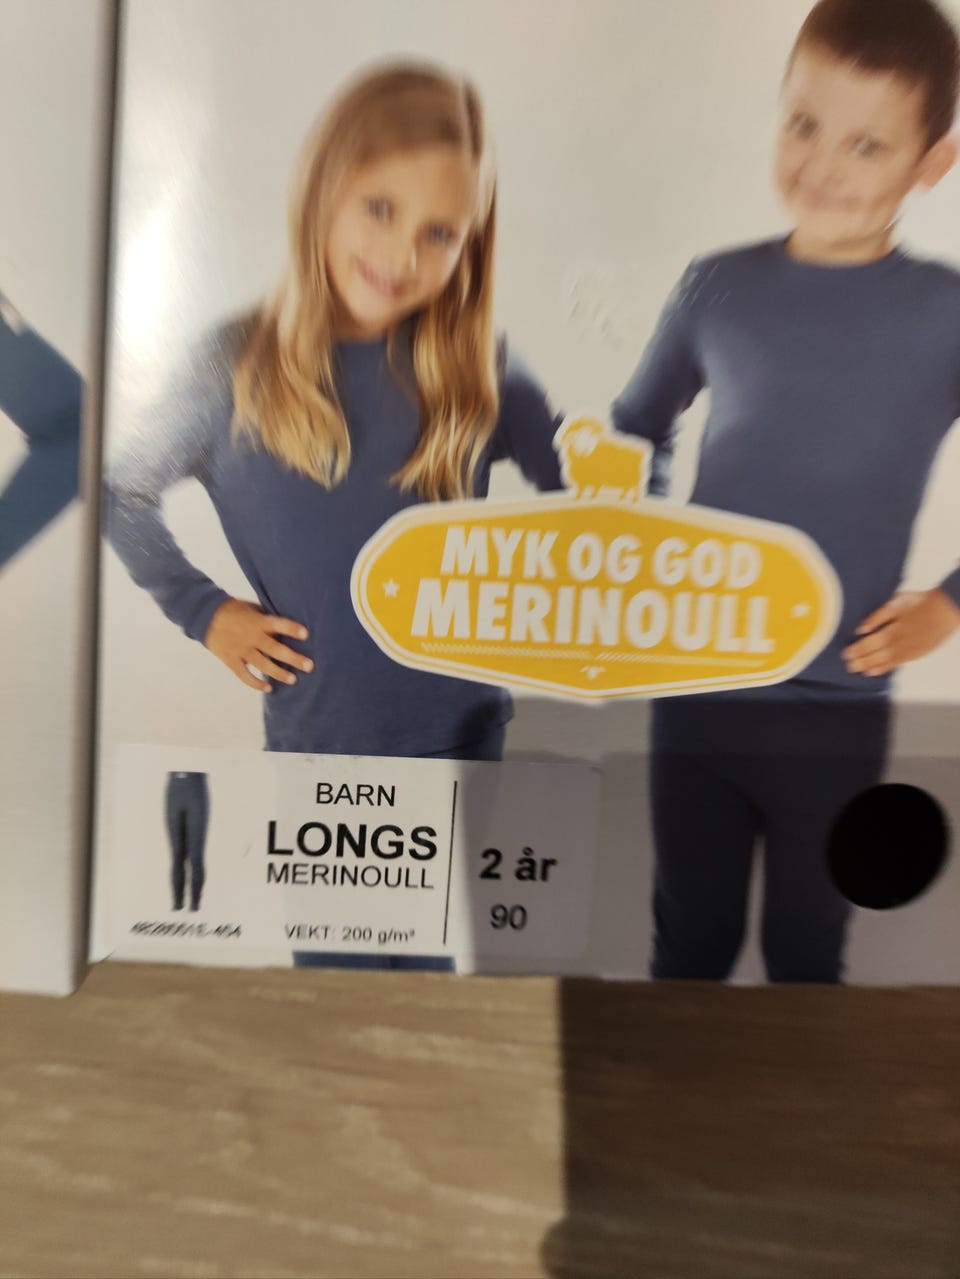 MYK OG GOD
MERINOULL
BARN
LONGS
MERINOULL
VEKT: 200 g/m²
2 år
90